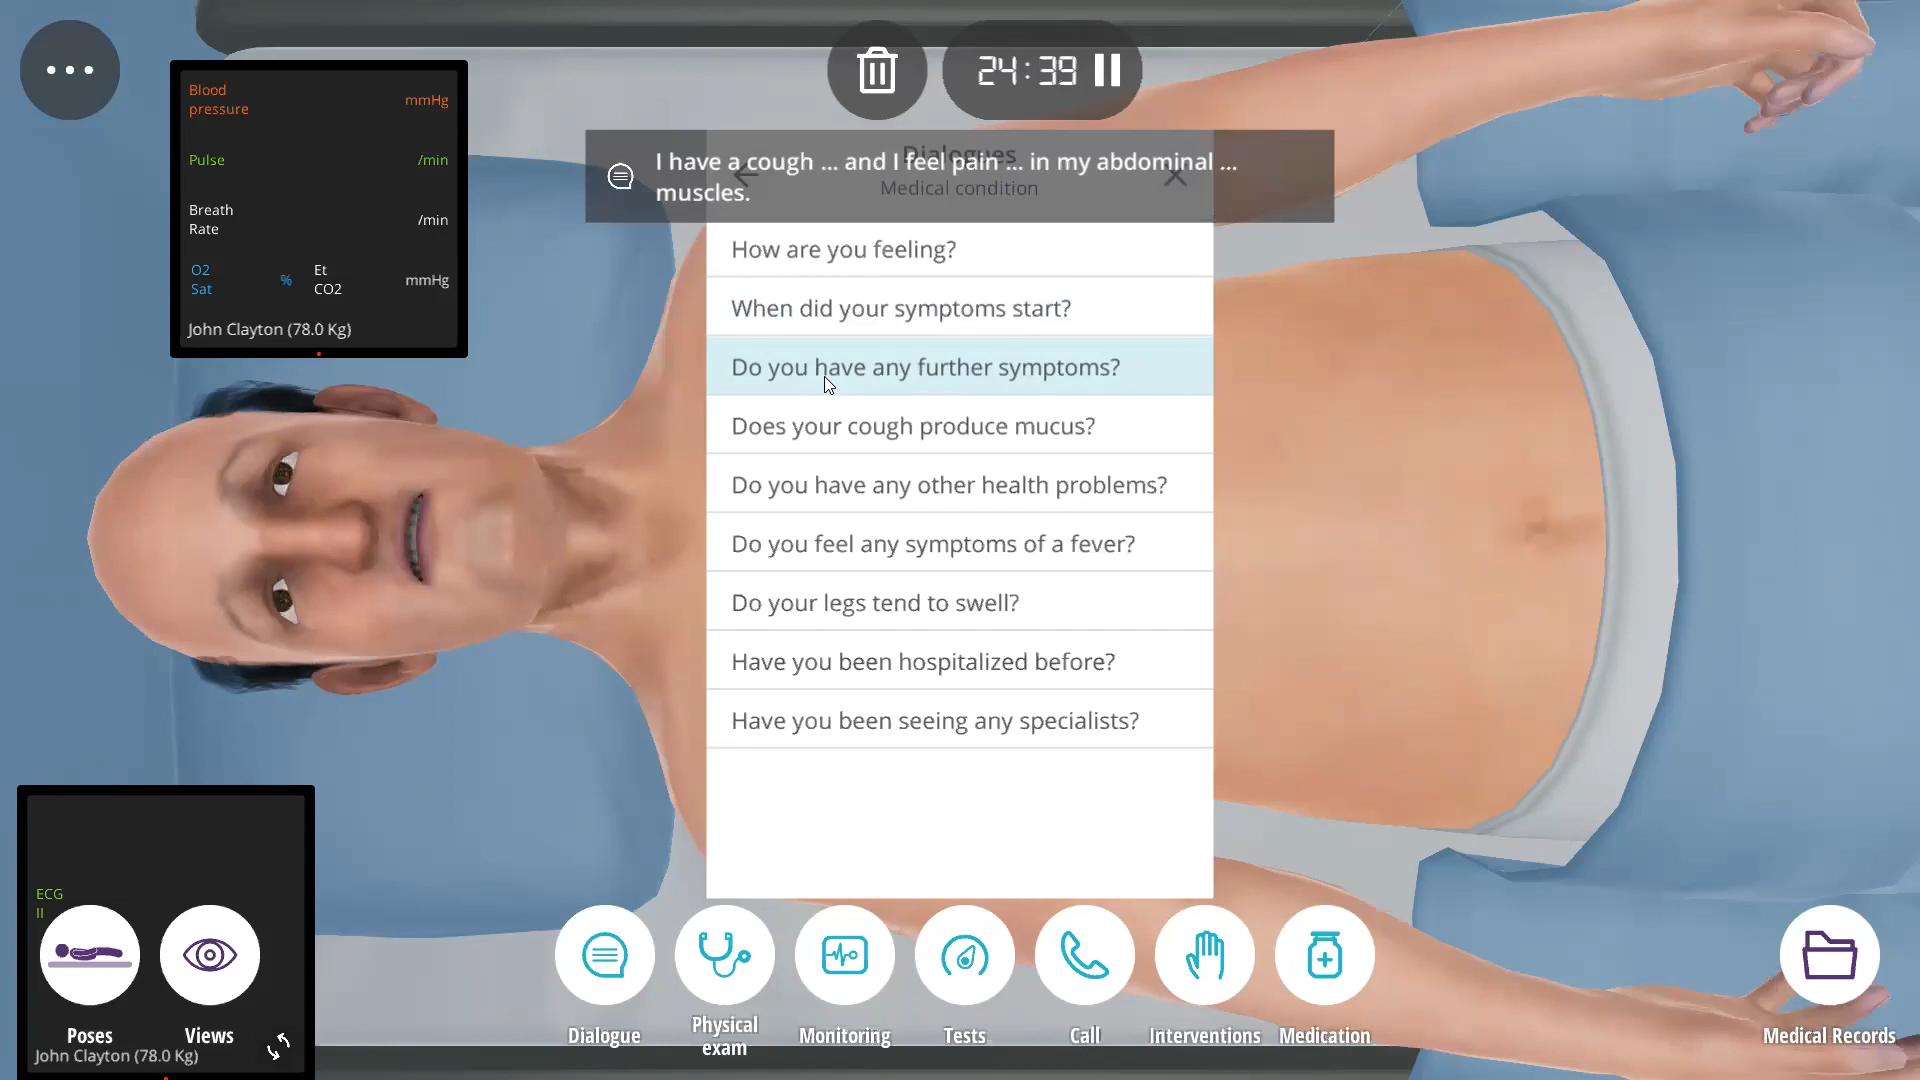 24:39
Blood
pressure
mmHg
Pulse
/min
Breath
Rate
/min
O2
Sat
%
Et
CO2
mmHg
John Clayton (78.0 Kg)
I have a cough ... and I feel pain ... in my abdominal ...
muscles.
Dialogues
Medical condition
How are you feeling?
When did your symptoms start?
Do you have any further symptoms?
Does your cough produce mucus?
Do you have any other health problems?
Do you feel any symptoms of a fever?
Do your legs tend to swell?
Have you been hospitalized before?
Have you been seeing any specialists?
ECG
II
Poses
Views
John Clayton (78.0 Kg)
Dialogue
Physical
exam
Monitoring
Tests
Call
Interventions
Medication
Medical Records